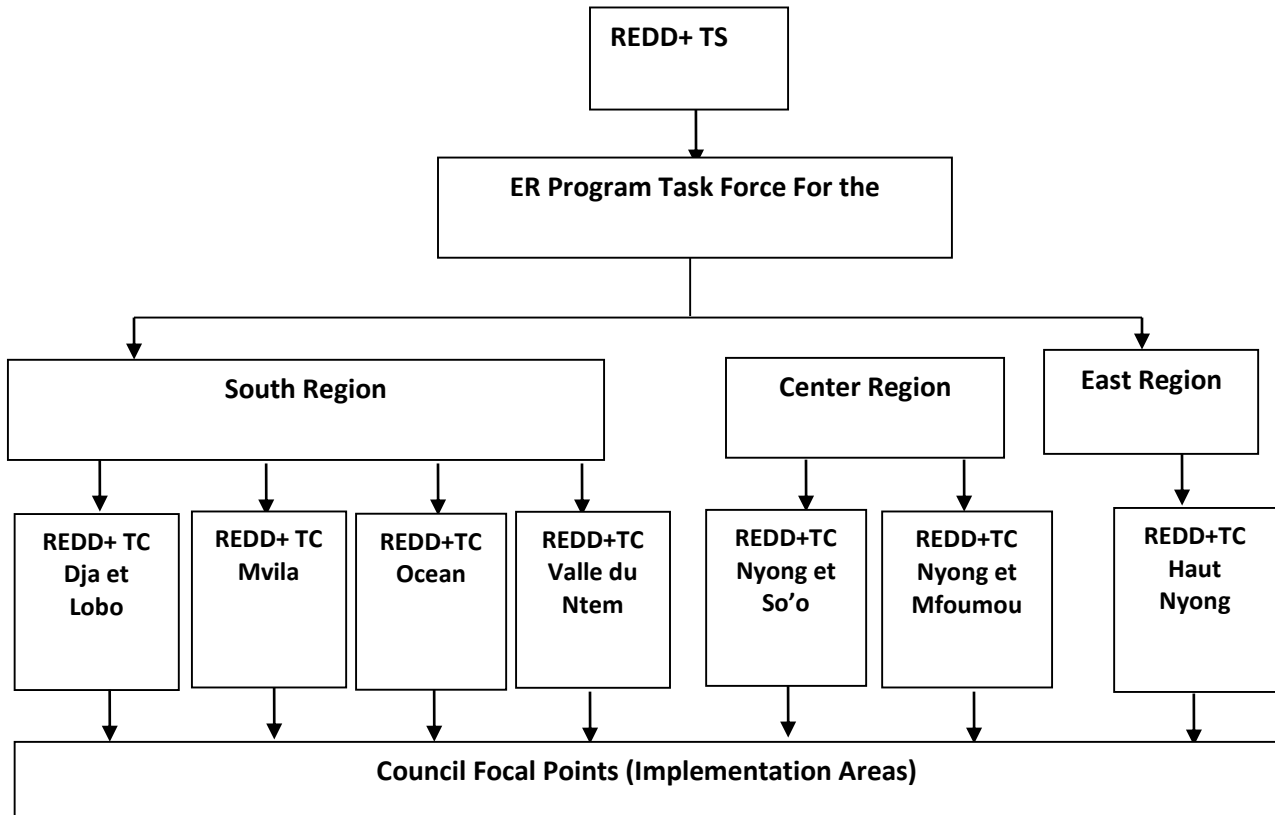 REDD+ TS
ER Program Task Force For the
South Region
Center Region
East Region
REDD+ TC
Dja et
Lobo
REDD+ TC
Mvila
REDD+TC
Ocean
REDD+TC
Valle du
Ntem
REDD+TC
Nyong et
So’o
REDD+TC
Nyong et
Mfoumou
REDD+TC
Haut
Nyong
Council Focal Points (Implementation Areas)